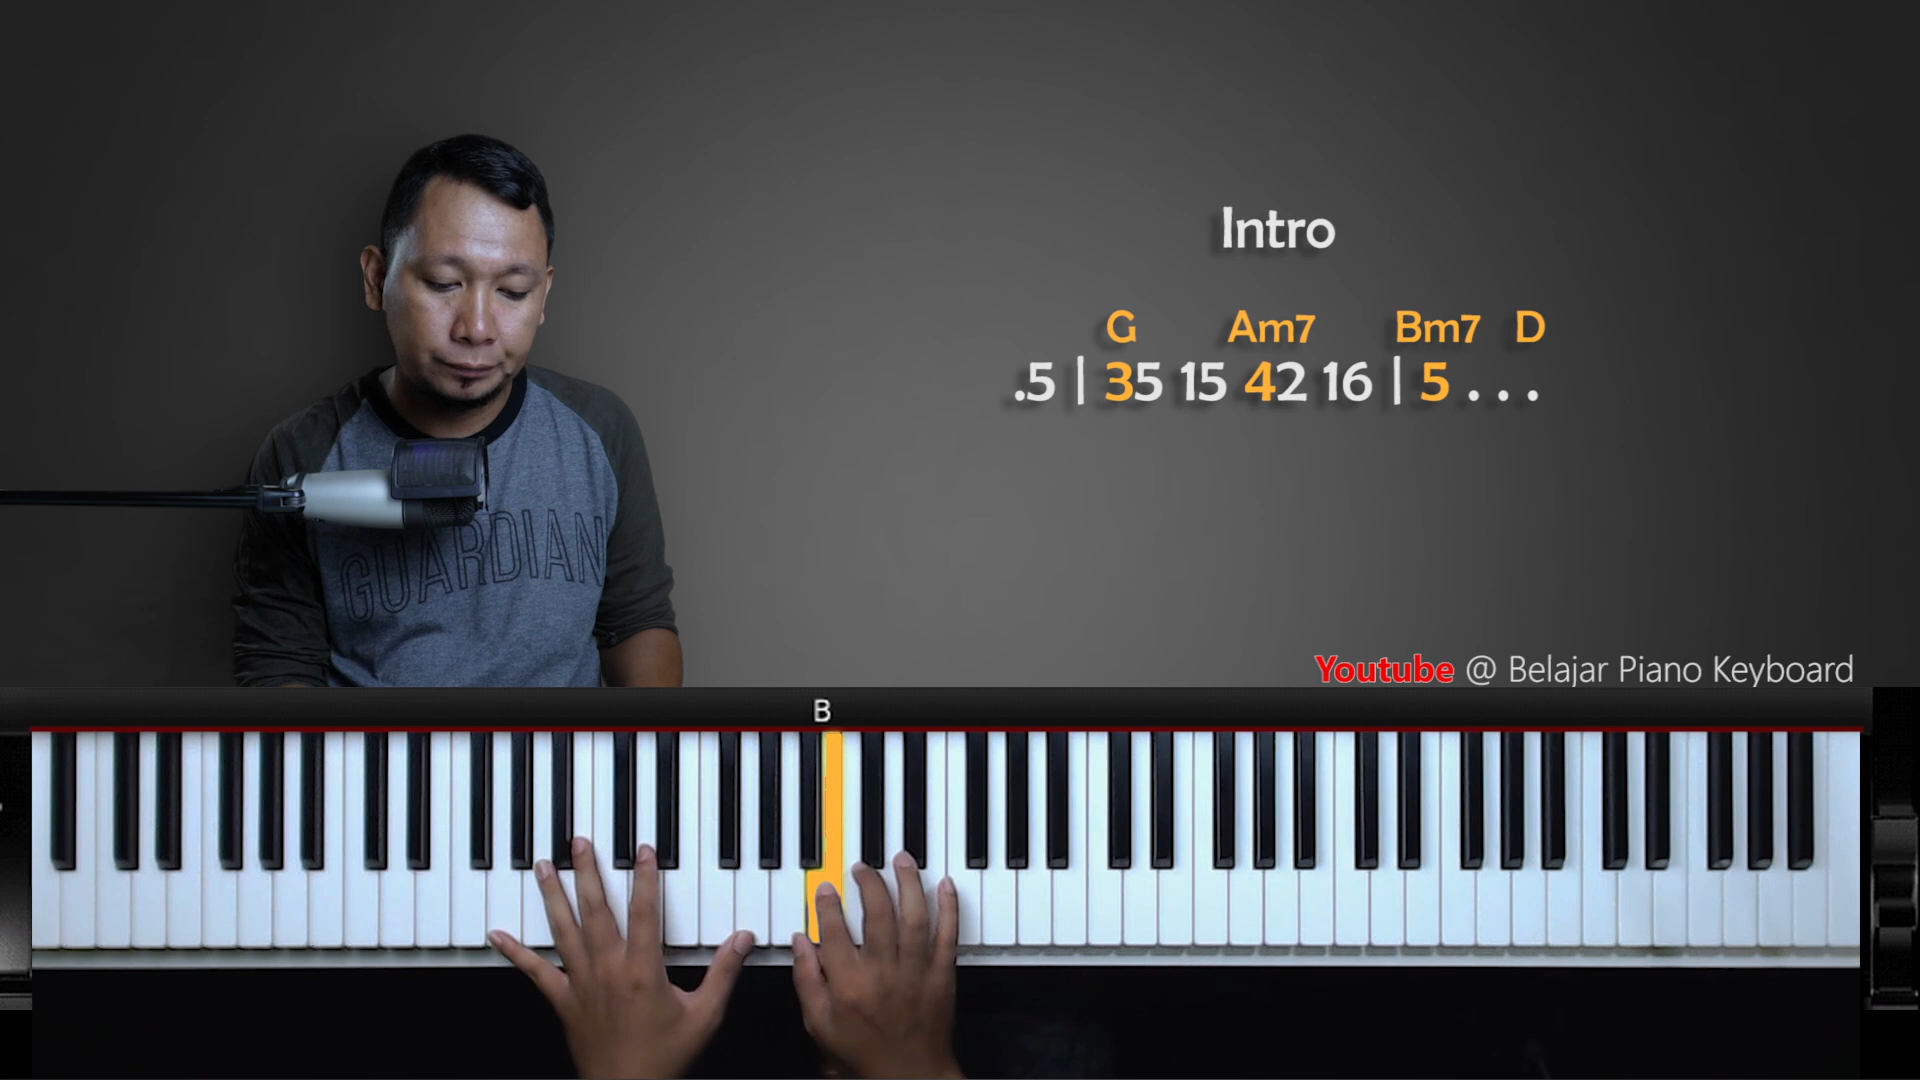 Intro
G Am7 Bm7 D
.5 | 35 15 42 16 | 5 . . .
GUARDIAN
Youtube @ Belajar Piano Keyboard
B